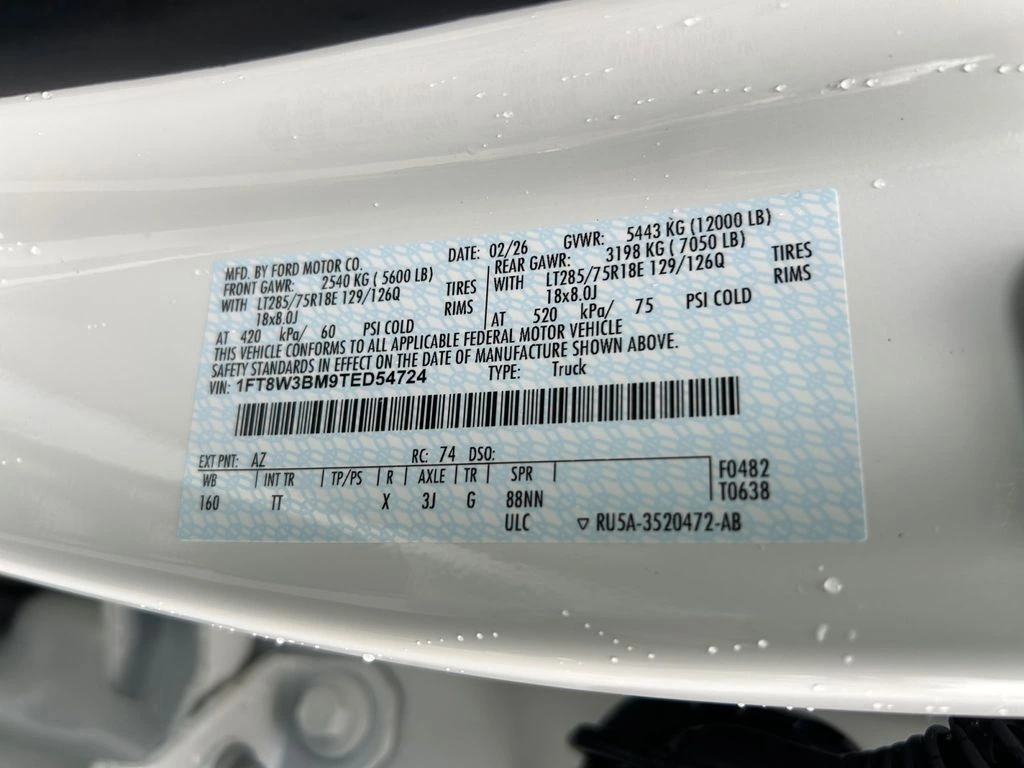 MFD. BY FORD MOTOR CO. DATE: 02/26 GVWR: 5443 KG (12000 LB)
FRONT GAWR: 2540 KG ( 5600 LB) REAR GAWR: 3198 KG ( 7050 LB)
WITH LT285/75R18E 129/126Q TIRES WITH LT285/75R18E 129/126Q TIRES
18x8.0J RIMS 18x8.0J RIMS
AT 420 kPa/ 60 PSI COLD AT 520 kPa/ 75 PSI COLD
THIS VEHICLE CONFORMS TO ALL APPLICABLE FEDERAL MOTOR VEHICLE
SAFETY STANDARDS IN EFFECT ON THE DATE OF MANUFACTURE SHOWN ABOVE.
VIN: 1FT8W3BM9TED54724 TYPE: Truck
EXT PNT: AZ RC: 74 DSO:
WB INT TR TP/PS R AXLE TR SPR F0482
160 TT X 3J G 88NN T0638
ULC ▽ RU5A-3520472-AB